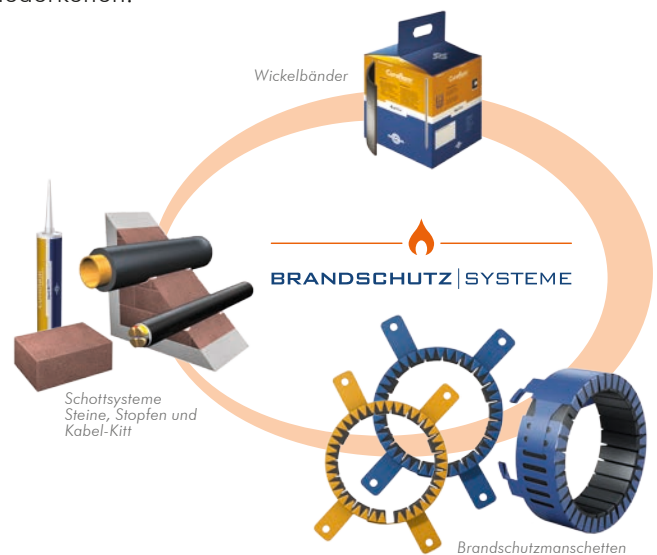 Wickelbänder
BRANDSCHUTZ|SYSTEME
Schottsysteme
Steine, Stopfen und
Kabel-Kitt
Brandschutzmanschetten